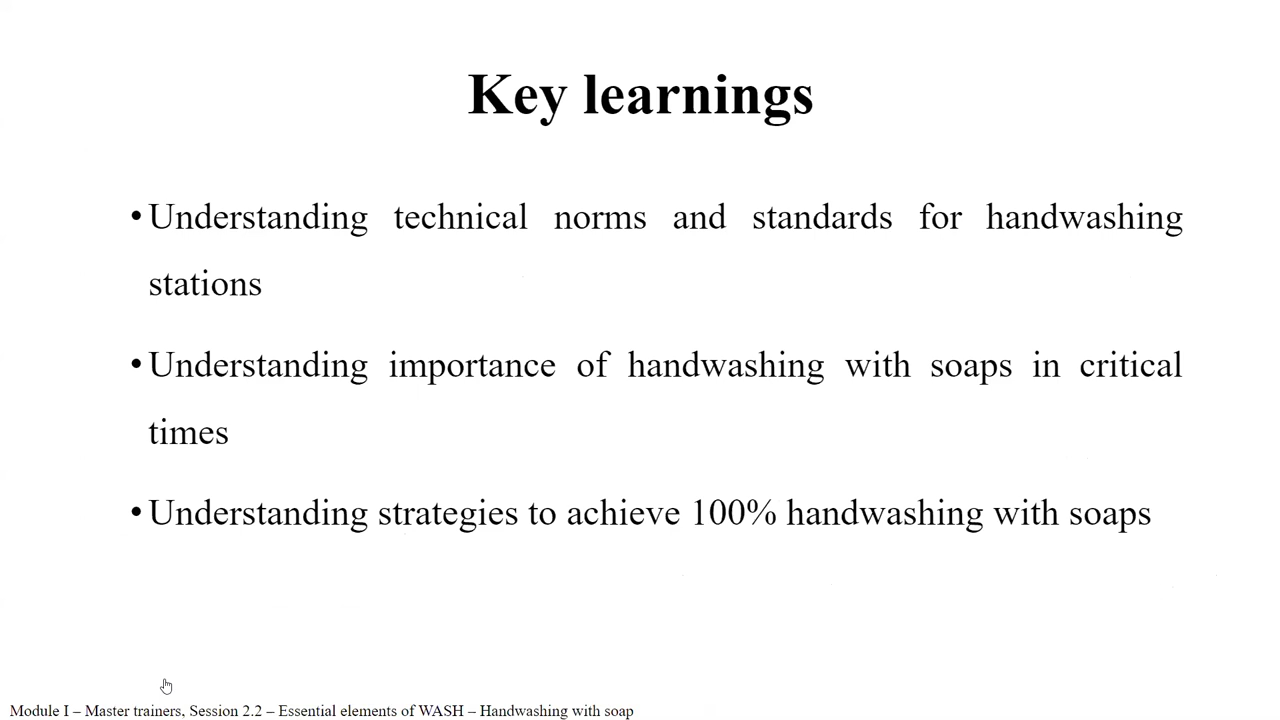 Key learnings
• Understanding technical norms and standards for handwashing
stations
• Understanding importance of handwashing with soaps in critical
times
• Understanding strategies to achieve 100% handwashing with soaps
Module I – Master trainers, Session 2.2 – Essential elements of WASH – Handwashing with soap